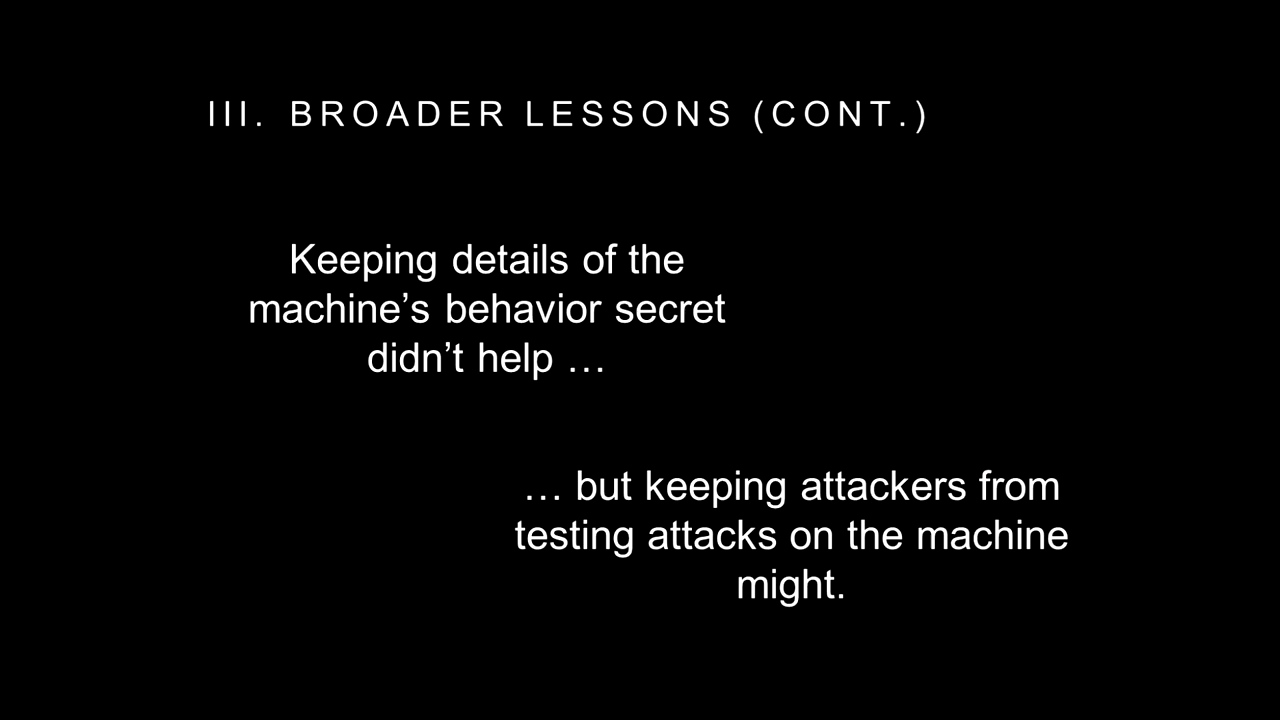 III. BROADER LESSONS (CONT.)
Keeping details of the
machine’s behavior secret
didn’t help …
… but keeping attackers from
testing attacks on the machine
might.